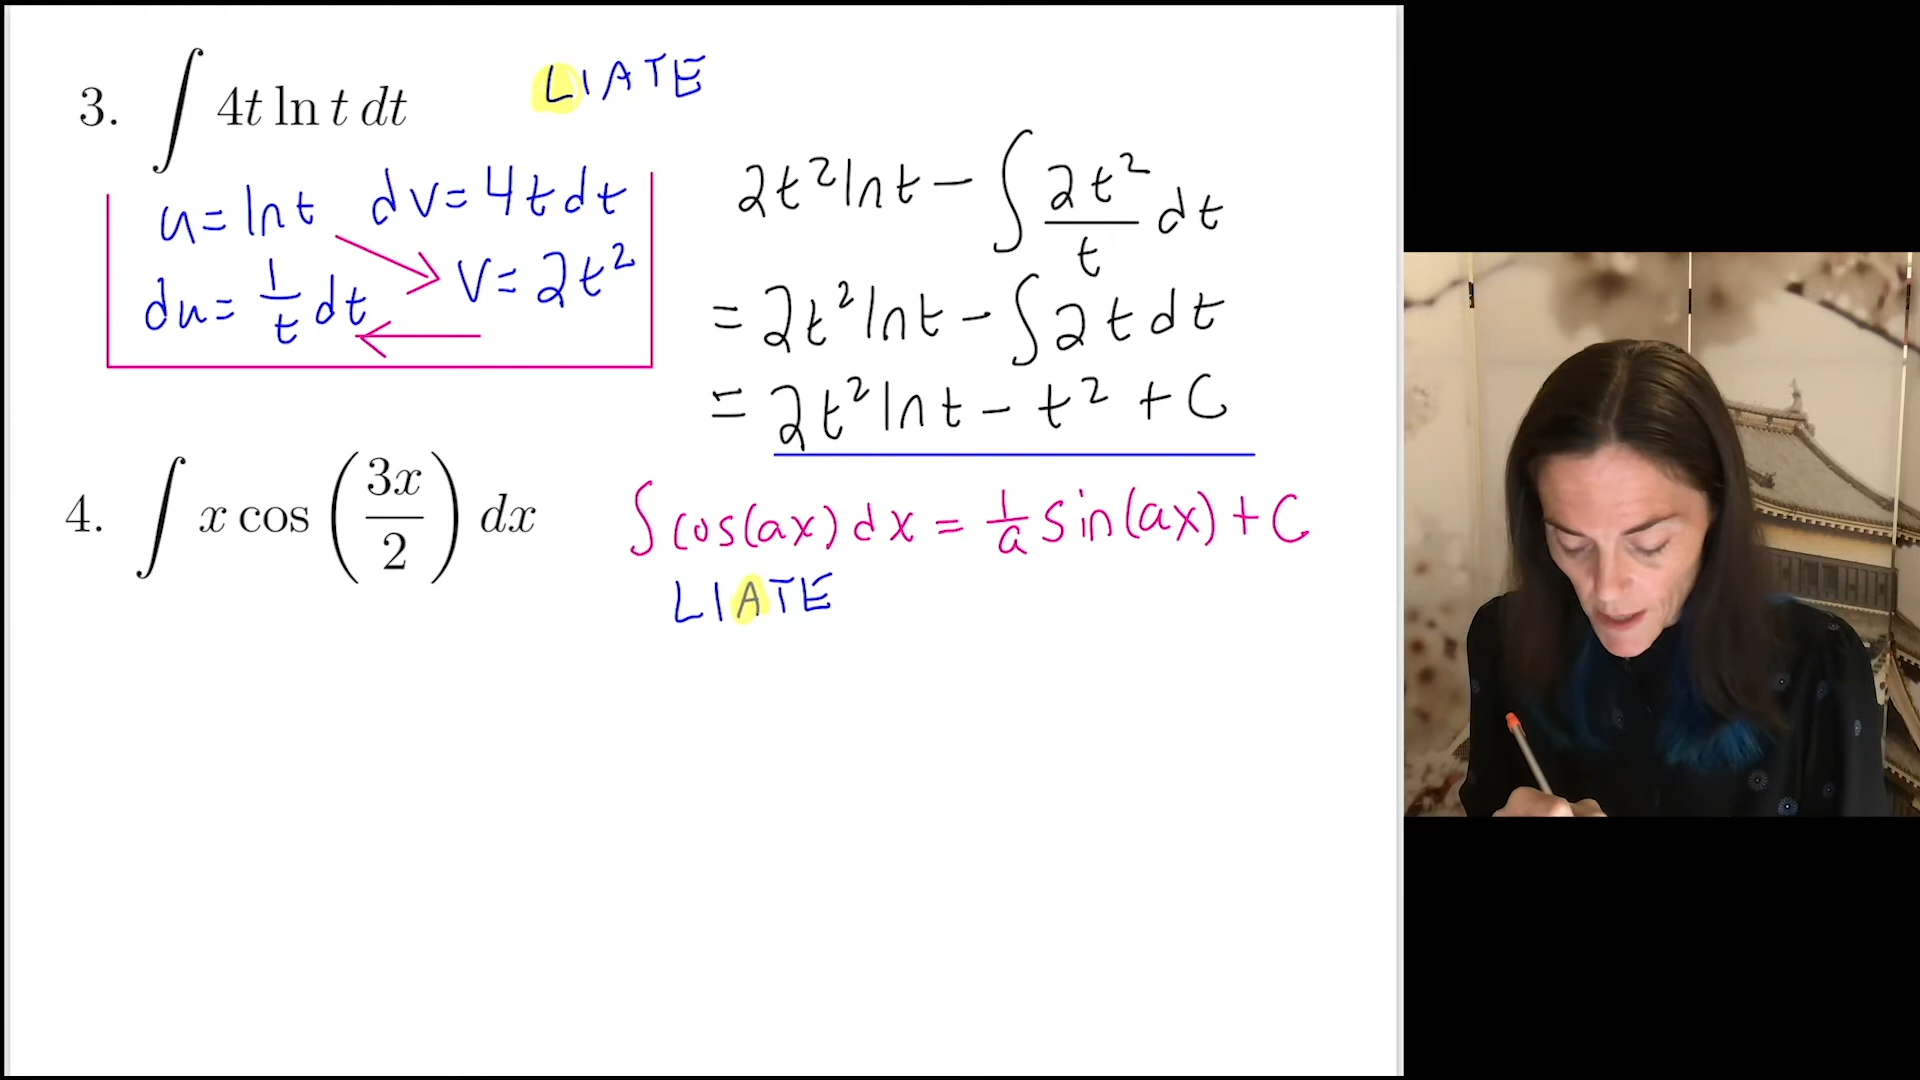 3. ∫ 4t ln t dt
LIATE
u = ln t dv = 4t dt
du = 1/t dt v = 2t²
2t² ln t − ∫ 2t²/t dt
= 2t² ln t − ∫ 2t dt
= 2t² ln t − t² + C
4. ∫ x cos (3x/2) dx
∫ cos(ax) dx = 1/a sin(ax) + C
LIATE